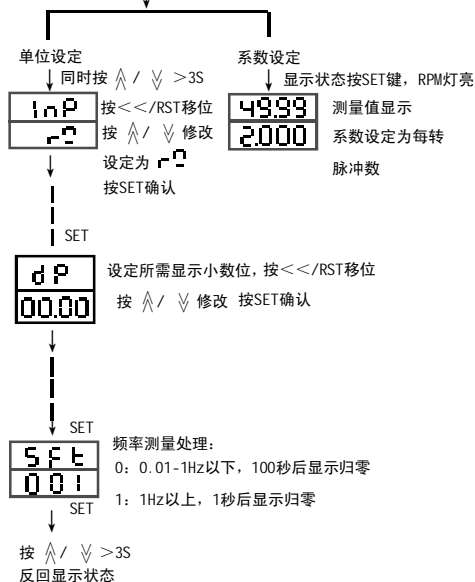 单位设定
同时按 ︽/ ︾ >3S
InP
按<</RST移位
按 ︽/ ︾ 修改
设定为
按SET确认
SET
dP
00.00
设定所需显示小数位,按<</RST移位
按 ︽/ ︾ 修改 按SET确认
SET
SFt
001
频率测量处理:
0: 0.01-1Hz以下, 100秒后显示归零
1: 1Hz以上, 1秒后显示归零
SET
按 ︽/ ︾ >3S
反回显示状态
系数设定
显示状态按SET键, RPM灯亮
49.99
测量值显示
2.000
系数设定为每转
脉冲数